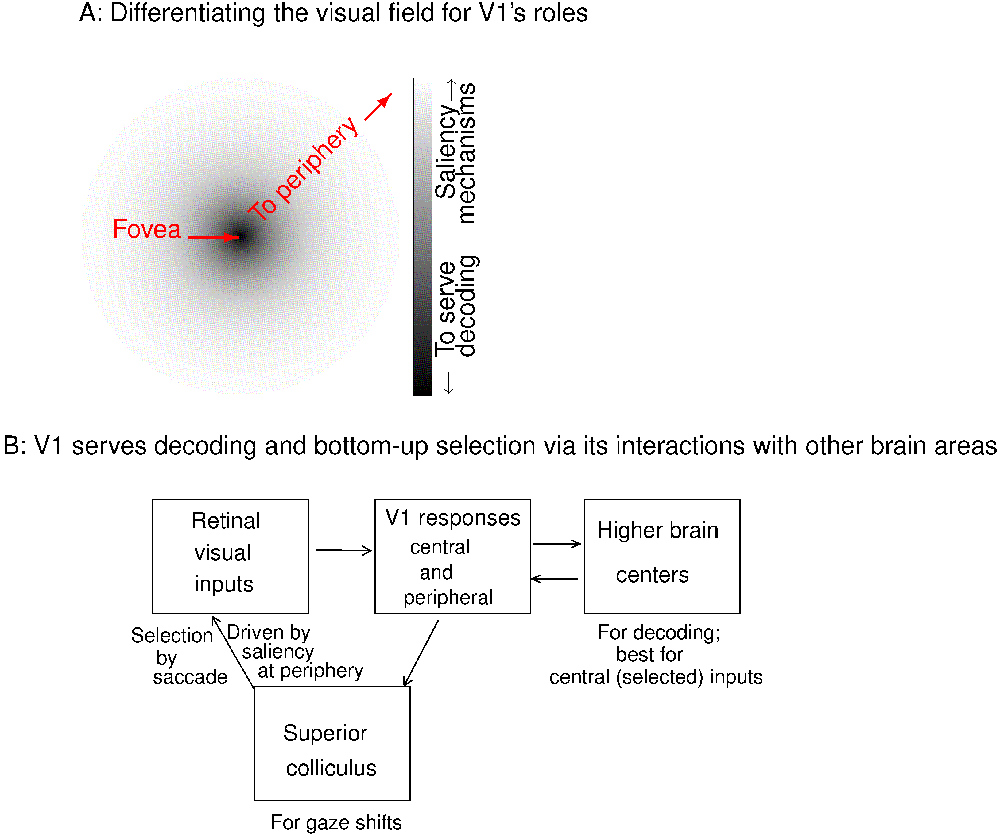 A: Differentiating the visual field for V1's roles
To periphery
Fovea
Saliency→
mechanisms
← To serve
decoding
B: V1 serves decoding and bottom-up selection via its interactions with other brain areas
Retinal
visual
inputs
V1 responses
central
and
peripheral
Higher brain
centers
Selection
by
saccade
Driven by
saliency
at periphery
For decoding;
best for
central (selected) inputs
Superior
colliculus
For gaze shifts